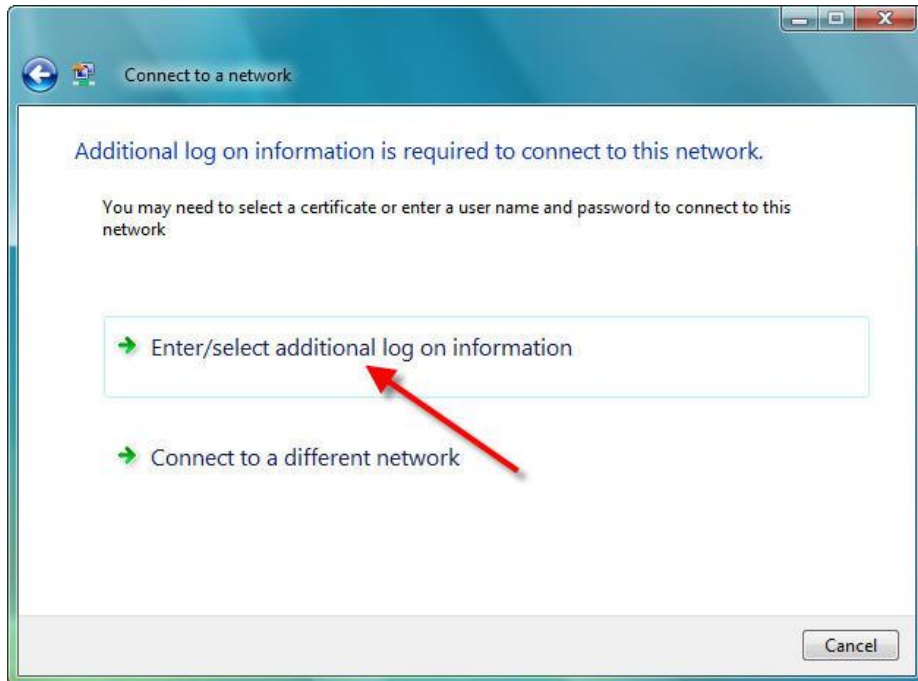 Connect to a network
Additional log on information is required to connect to this network.
You may need to select a certificate or enter a user name and password to connect to this
network
Enter/select additional log on information
Connect to a different network
Cancel